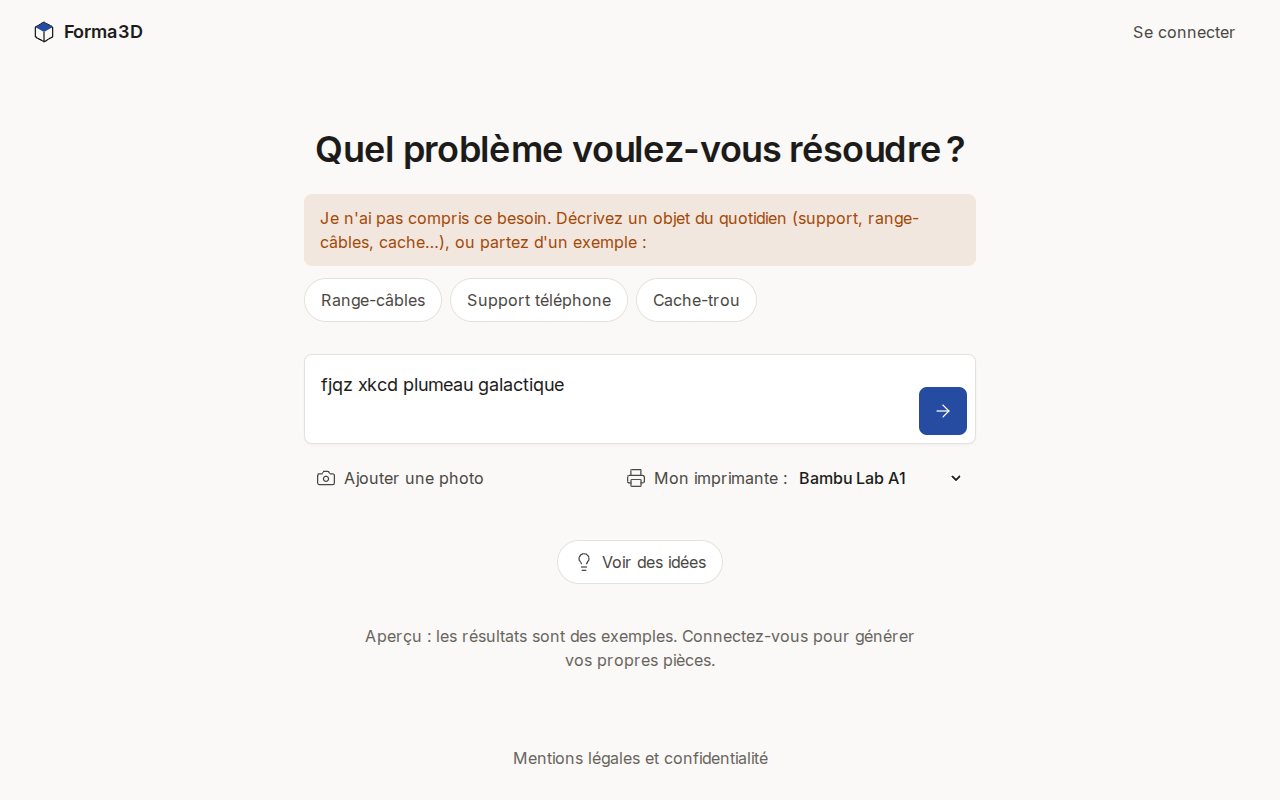 Forma3D
Se connecter
Quel problème voulez-vous résoudre ?
Je n'ai pas compris ce besoin. Décrivez un objet du quotidien (support, range-
câbles, cache…), ou partez d'un exemple :
Range-câbles
Support téléphone
Cache-trou
fjqz xkcd plumeau galactique
Ajouter une photo
Mon imprimante : Bambu Lab A1
Voir des idées
Aperçu : les résultats sont des exemples. Connectez-vous pour générer
vos propres pièces.
Mentions légales et confidentialité